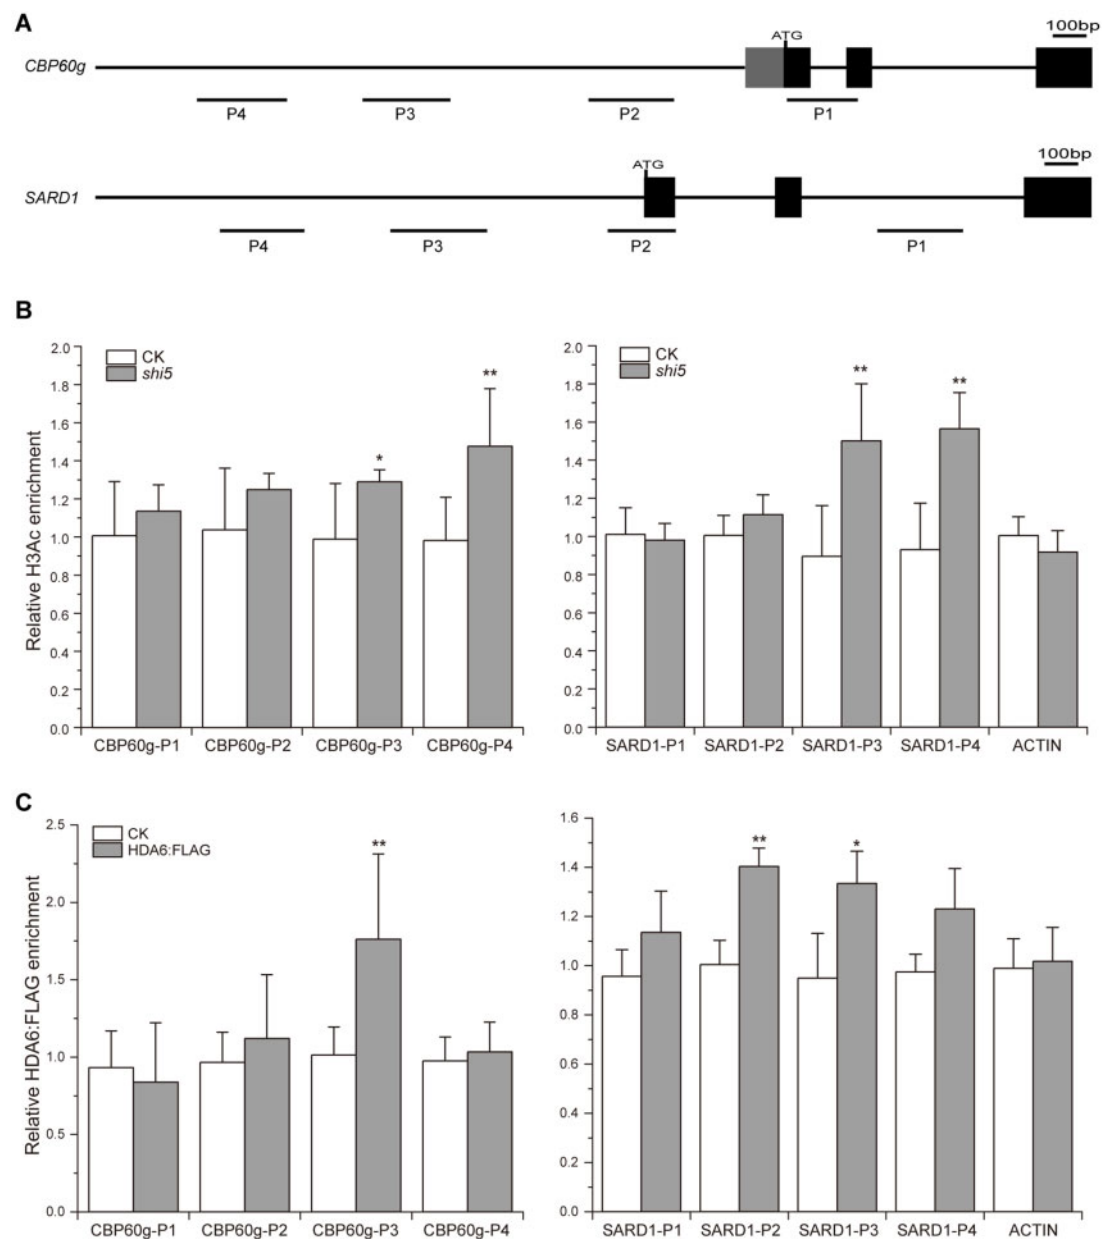 A
100bp
ATG
CBP60g
P4 P3 P2 P1
100bp
ATG
SARD1
P4 P3 P2 P1
B
Relative H3Ac enrichment
2.0
1.8
1.6
1.4
1.2
1.0
0.8
0.6
0.4
0.2
0.0
CK
shi5
*
**
CBP60g-P1 CBP60g-P2 CBP60g-P3 CBP60g-P4
2.0
1.8
1.6
1.4
1.2
1.0
0.8
0.6
0.4
0.2
0.0
CK
shi5
**
**
SARD1-P1 SARD1-P2 SARD1-P3 SARD1-P4 ACTIN
C
Relative HDA6:FLAG enrichment
2.5
2.0
1.5
1.0
0.5
0.0
CK
HDA6:FLAG
**
CBP60g-P1 CBP60g-P2 CBP60g-P3 CBP60g-P4
1.6
1.4
1.2
1.0
0.8
0.6
0.4
0.2
0.0
**
*
SARD1-P1 SARD1-P2 SARD1-P3 SARD1-P4 ACTIN